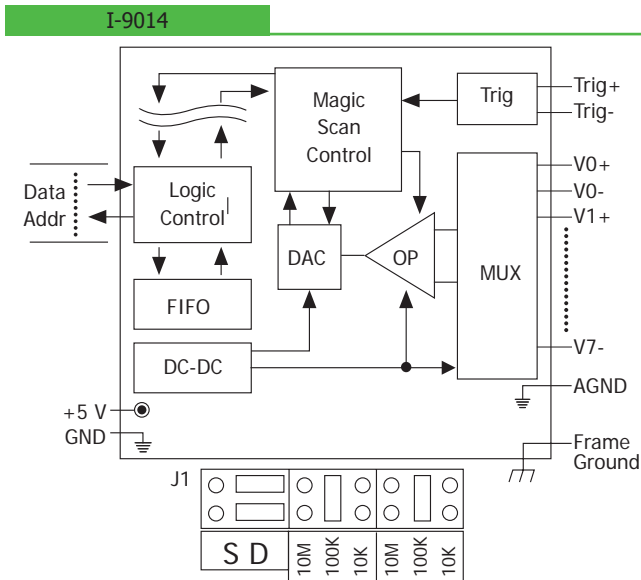 I-9014
Magic
Scan
Control
Trig
Trig+
Trig-
Data
Addr
Logic
Control
DAC
OP
MUX
V0+
V0-
V1+
V7-
FIFO
DC-DC
+5 V
GND
AGND
Frame
Ground
J1
S D
10M
100K
10K
10M
100K
10K